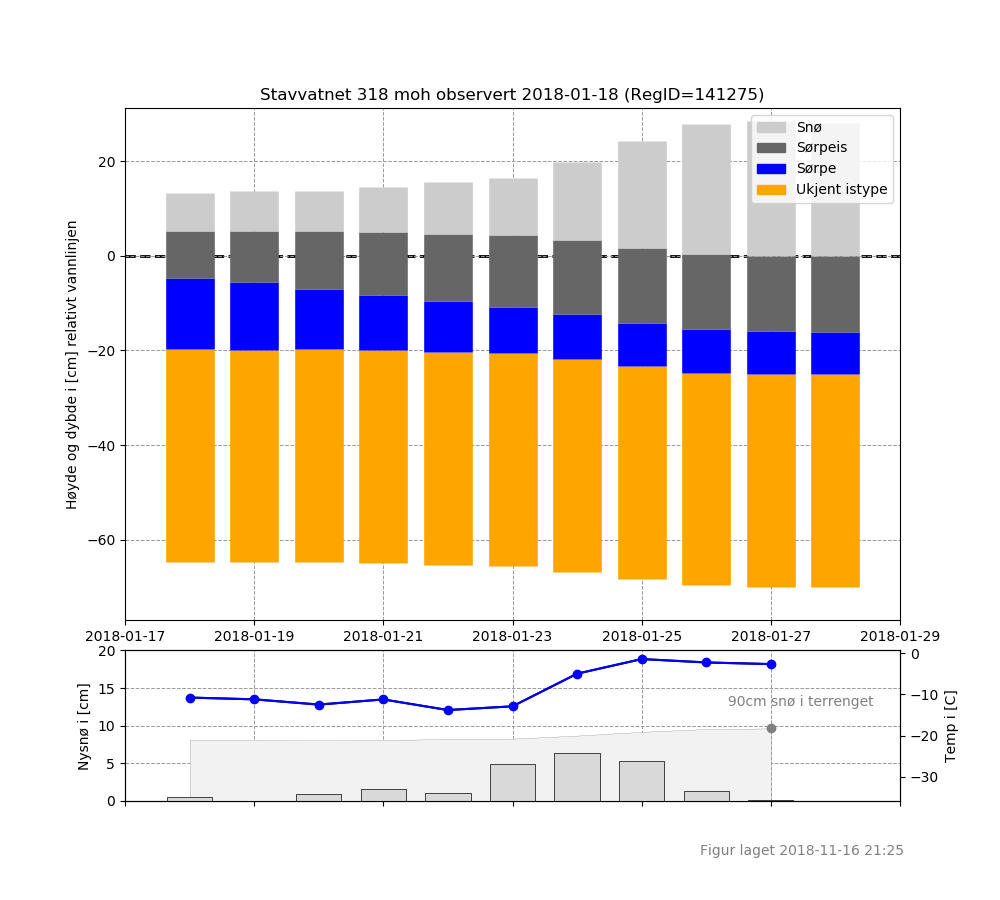 Stavvatnet 318 moh observert 2018-01-18 (RegID=141275)
Snø
Sørpeis
Sørpe
Ukjent istype
Høyde og dybde i [cm] relativt vannlinjen
20
0
−20
−40
−60
2018-01-17 2018-01-19 2018-01-21 2018-01-23 2018-01-25 2018-01-27 2018-01-29
Nysnø i [cm]
20
15
10
5
0
90cm snø i terrenget
0
−10
−20
−30
Temp i [C]
Figur laget 2018-11-16 21:25